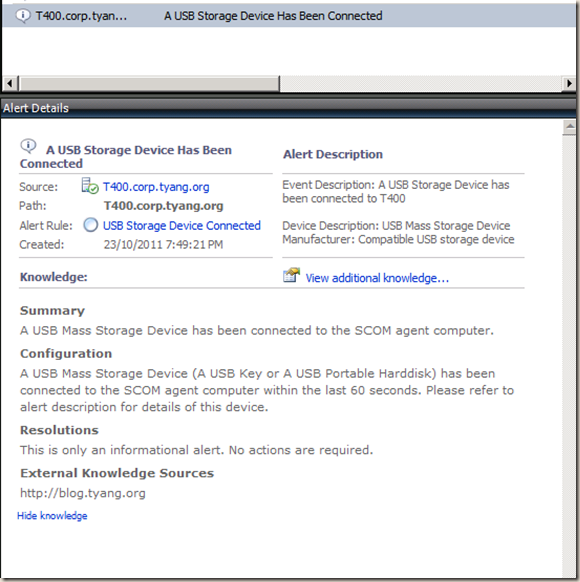 T400.corp.tyan... A USB Storage Device Has Been Connected
Alert Details
A USB Storage Device Has Been
Connected
Source: T400.corp.tyang.org
Path: T400.corp.tyang.org
Alert Rule: USB Storage Device Connected
Created: 23/10/2011 7:49:21 PM
Alert Description
Event Description: A USB Storage Device has
been connected to T400
Device Description: USB Mass Storage Device
Manufacturer: Compatible USB storage device
Knowledge: View additional knowledge...
Summary
A USB Mass Storage Device has been connected to the SCOM agent computer.
Configuration
A USB Mass Storage Device (A USB Key or A USB Portable Harddisk) has been
connected to the SCOM agent computer within the last 60 seconds. Please refer to
alert description for details of this device.
Resolutions
This is only an informational alert. No actions are required.
External Knowledge Sources
http://blog.tyang.org
Hide knowledge